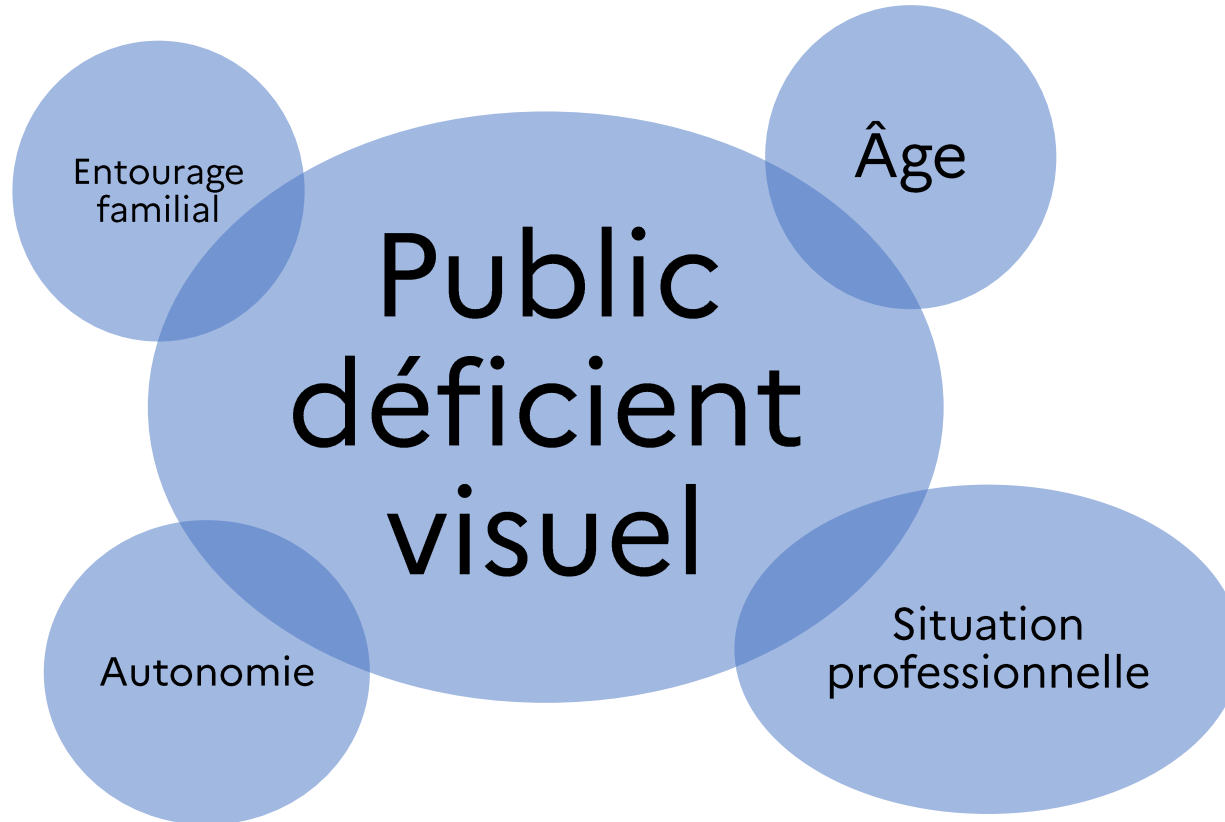 Entourage
familial
Âge
Public
déficient
visuel
Autonomie
Situation
professionnelle